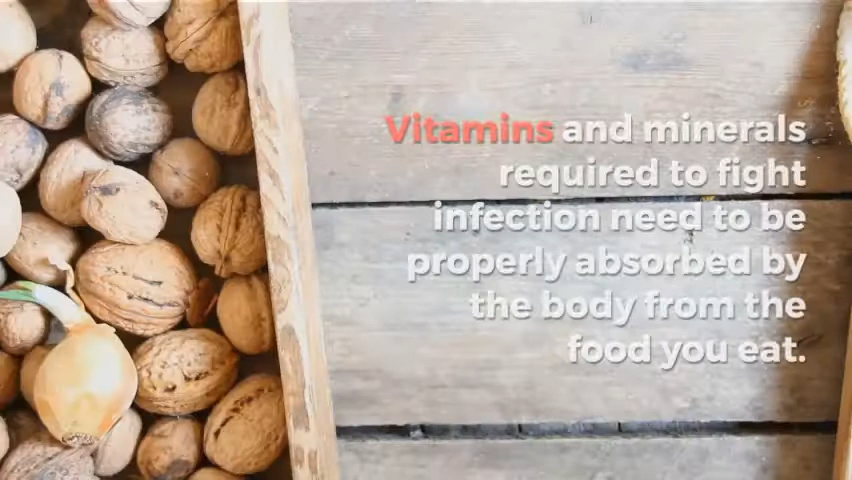 Vitamins and minerals
required to fight
infection need to be
properly absorbed by
the body from the
food you eat.